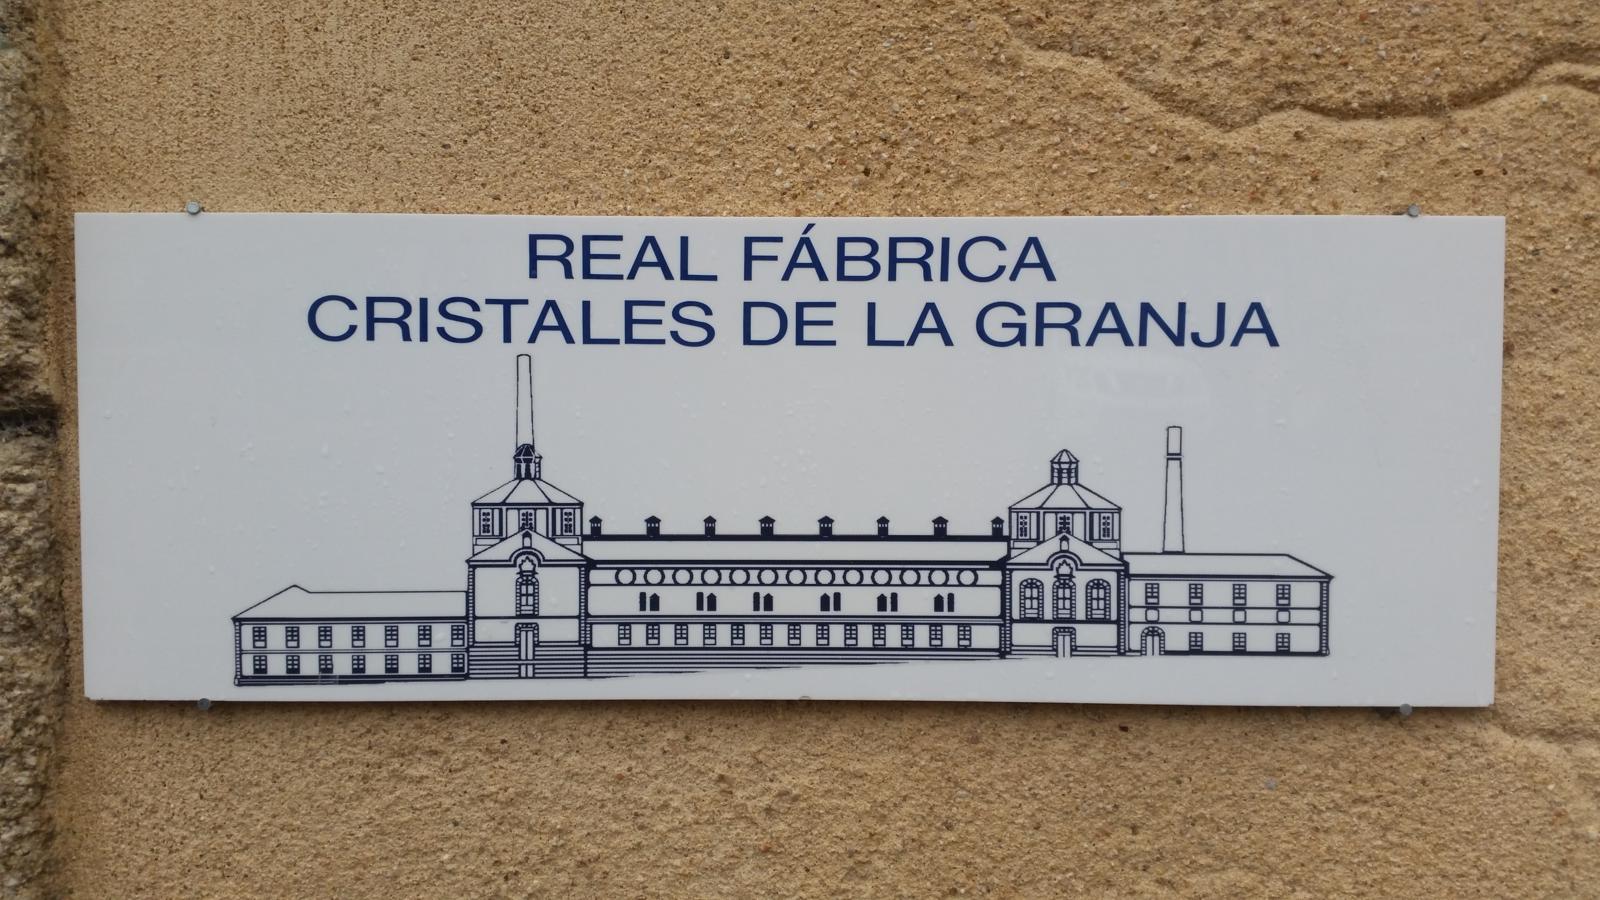 REAL FÁBRICA
CRISTALES DE LA GRANJA